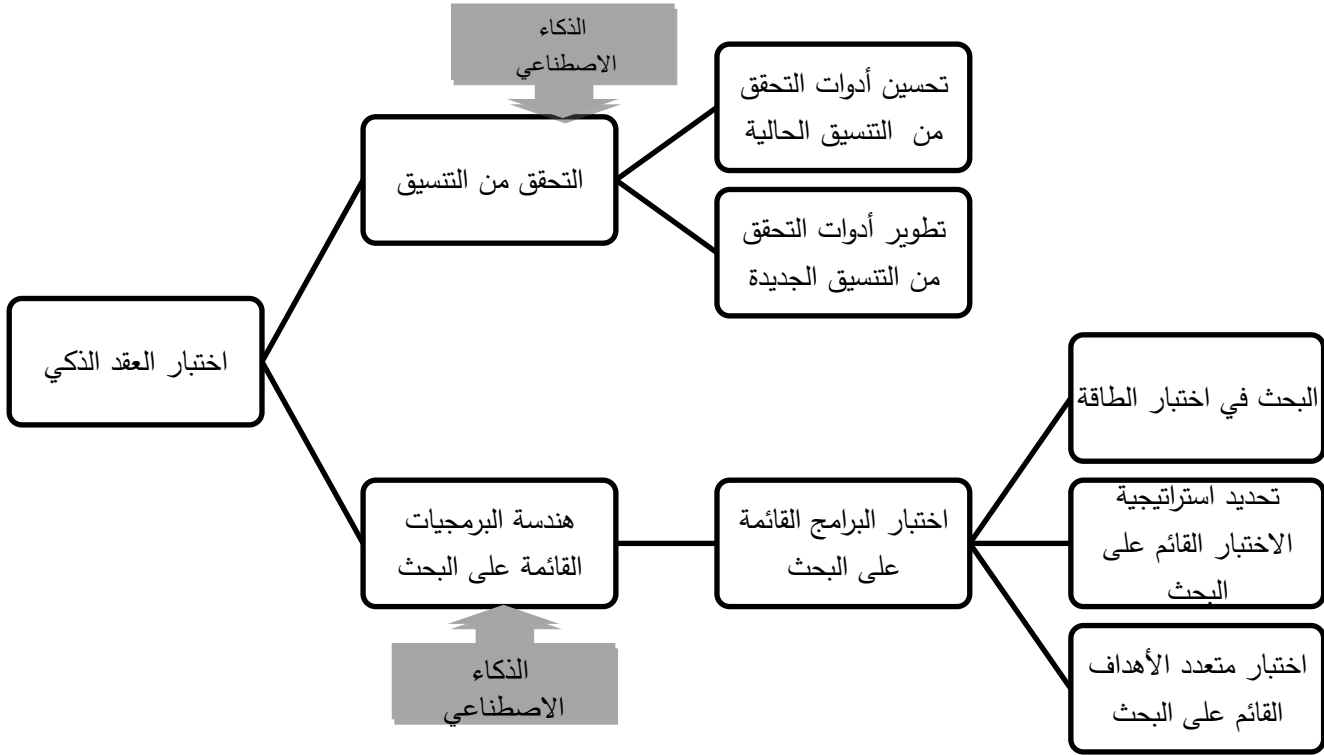 الذكاء
الاصطناعي
تحسين أدوات التحقق
من التنسيق الحالية
التحقق من التنسيق
تطوير أدوات التحقق
من التنسيق الجديدة
اختبار العقد الذكي
البحث في اختبار الطاقة
هندسة البرمجيات
القائمة على البحث
اختبار البرامج القائمة
على البحث
تحديد استراتيجية
الاختبار القائم على
البحث
اختبار متعدد الأهداف
القائم على البحث
الذكاء
الاصطناعي